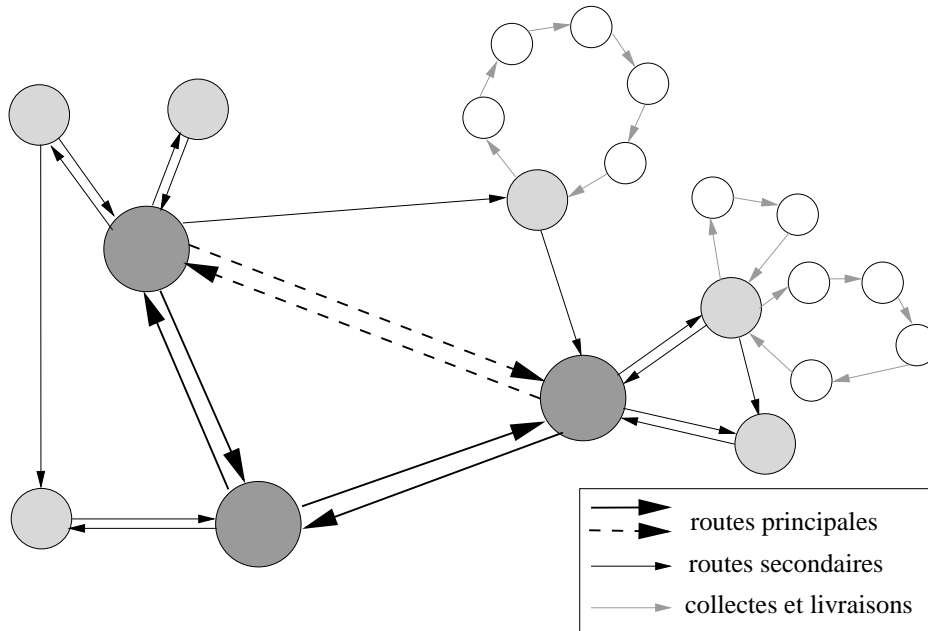 routes principales
routes secondaires
collectes et livraisons